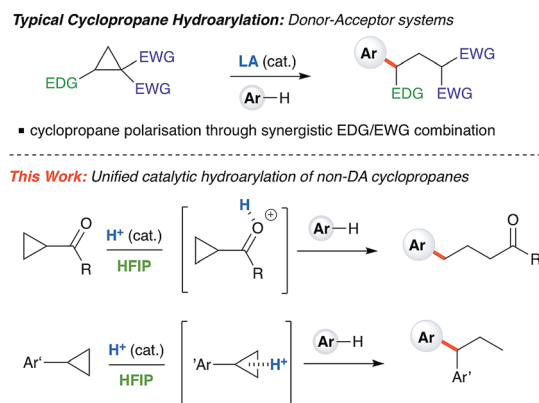 Typical Cyclopropane Hydroarylation: Donor-Acceptor systems
EWG
EDG
EWG
LA (cat.)
Ar—H
Ar
EWG
EDG
EWG
▪ cyclopropane polarisation through synergistic EDG/EWG combination
This Work: Unified catalytic hydroarylation of non-DA cyclopropanes
O
R
H⁺ (cat.)
HFIP
H
O
⊕
R
Ar—H
Ar
O
R
Ar‘
H⁺ (cat.)
HFIP
'Ar
H⁺
Ar—H
Ar
Ar'